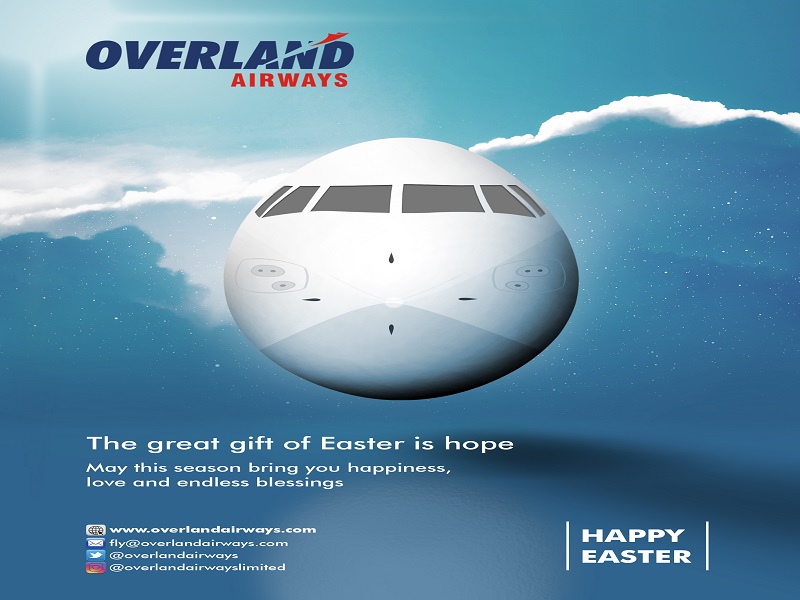 OVERLAND
AIRWAYS
The great gift of Easter is hope
May this season bring you happiness,
love and endless blessings
www.overlandairways.com
fly@overlandairways.com
@overlandairways
@overlandairwayslimited
HAPPY
EASTER